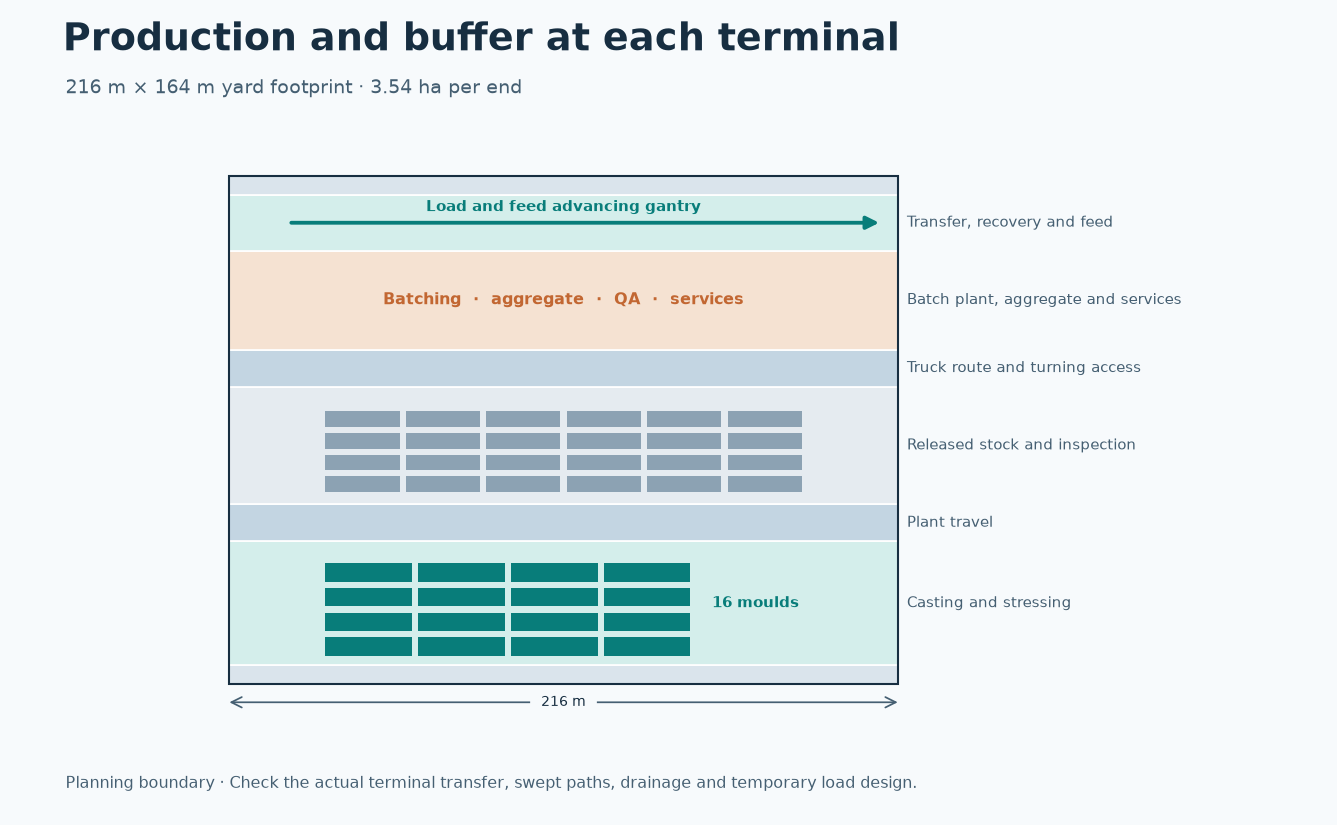 Production and buffer at each terminal
216 m × 164 m yard footprint · 3.54 ha per end
Load and feed advancing gantry
Transfer, recovery and feed
Batching · aggregate · QA · services
Batch plant, aggregate and services
Truck route and turning access
Released stock and inspection
Plant travel
16 moulds
Casting and stressing
216 m
Planning boundary · Check the actual terminal transfer, swept paths, drainage and temporary load design.